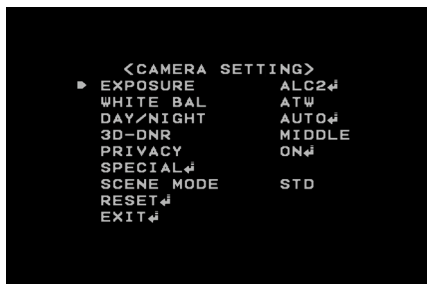 <CAMERA SETTING>
EXPOSURE ALC2↲
WHITE BAL ATW
DAY/NIGHT AUTO↲
3D-DNR MIDDLE
PRIVACY ON↲
SPECIAL↲
SCENE MODE STD
RESET↲
EXIT↲